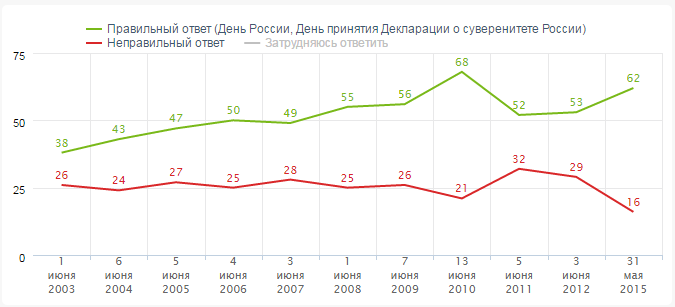 Правильный ответ (День России, День принятия Декларации о суверенитете России)
Неправильный ответ Затрудняюсь ответить
75
50
25
0
38 43 47 50 49 55 56 68 52 53 62
26 24 27 25 28 25 26 21 32 29 16
1 6 5 4 3 1 7 13 5 3 31
июня июня июня июня июня июня июня июня июня июня мая
2003 2004 2005 2006 2007 2008 2009 2010 2011 2012 2015